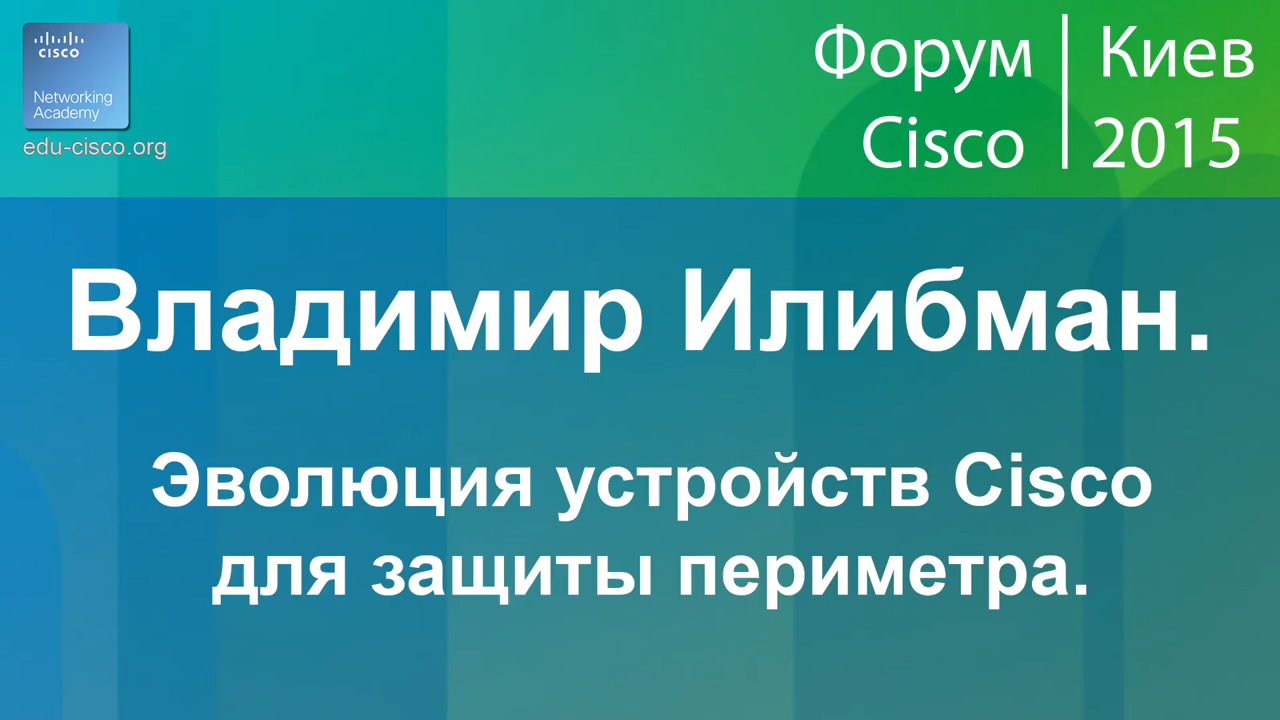 cisco
Networking
Academy
edu-cisco.org
Форум | Киев
Cisco | 2015
Владимир Илибман.
Эволюция устройств Cisco
для защиты периметра.